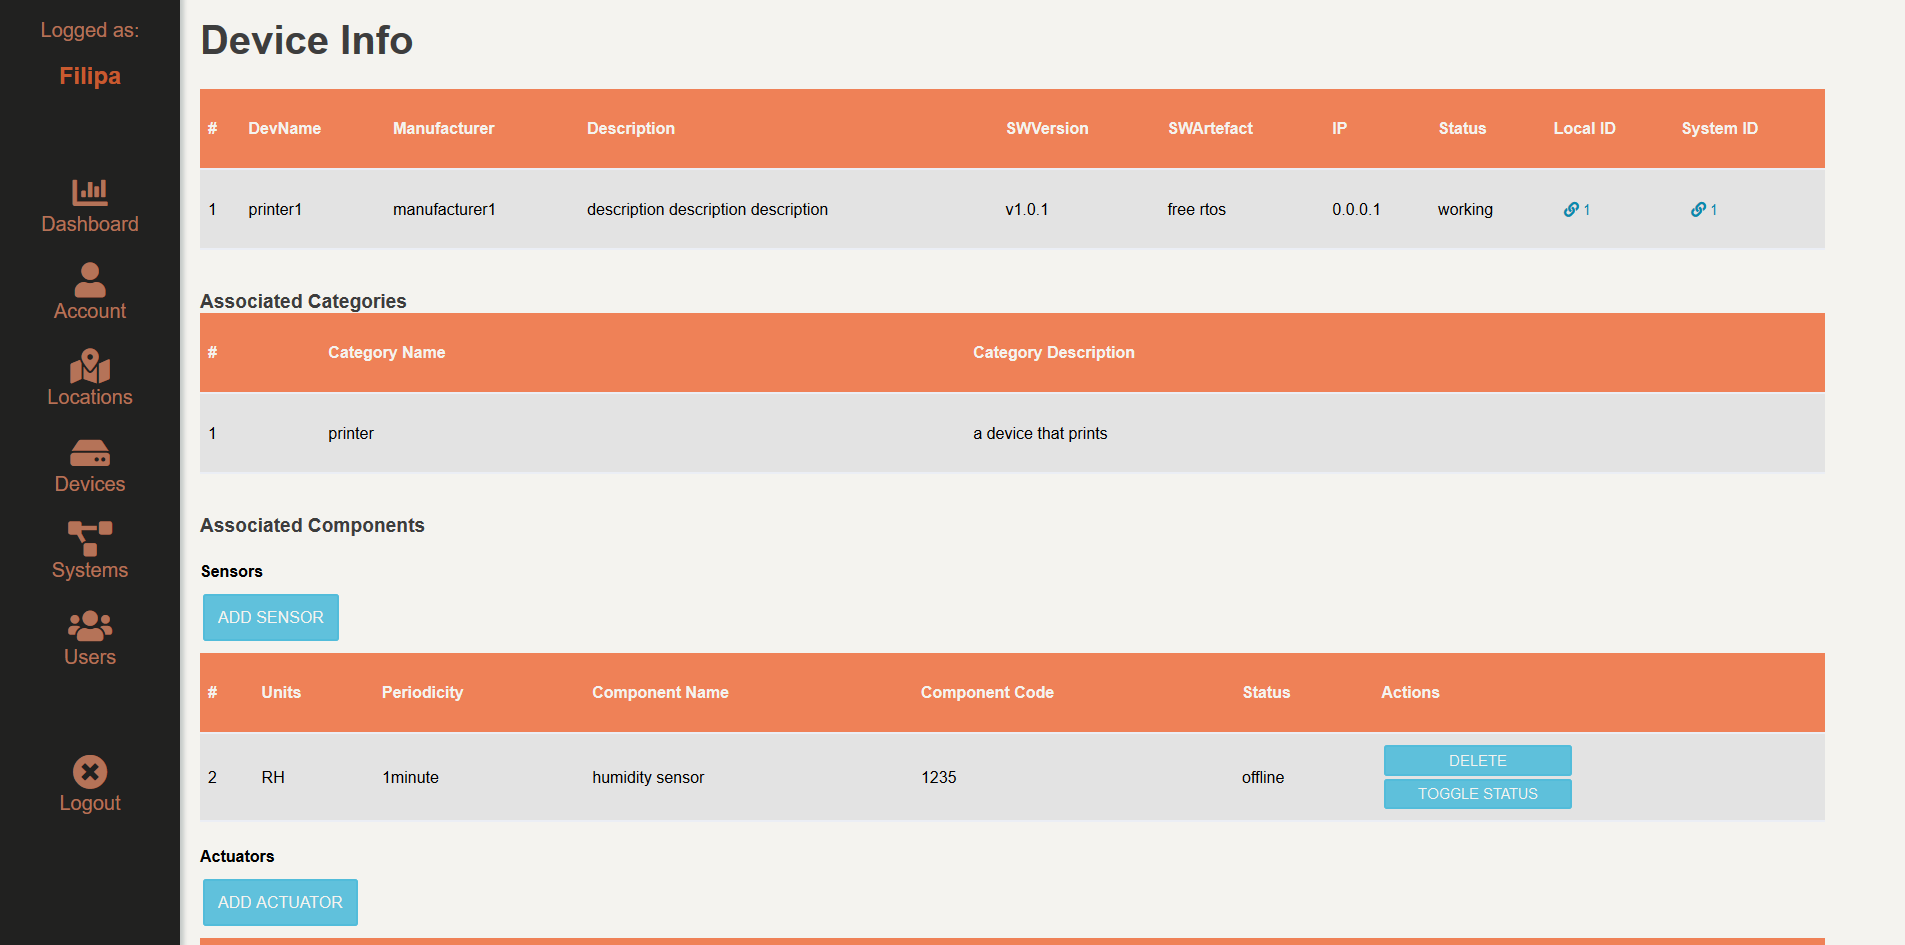 Logged as:
Filipa
Dashboard
Account
Locations
Devices
Systems
Users
Logout
Device Info
# DevName Manufacturer Description SWVersion SWArtefact IP Status Local ID System ID
1 printer1 manufacturer1 description description description v1.0.1 free rtos 0.0.0.1 working 1 1
Associated Categories
# Category Name Category Description
1 printer a device that prints
Associated Components
Sensors
ADD SENSOR
# Units Periodicity Component Name Component Code Status Actions
2 RH 1minute humidity sensor 1235 offline DELETE
TOGGLE STATUS
Actuators
ADD ACTUATOR